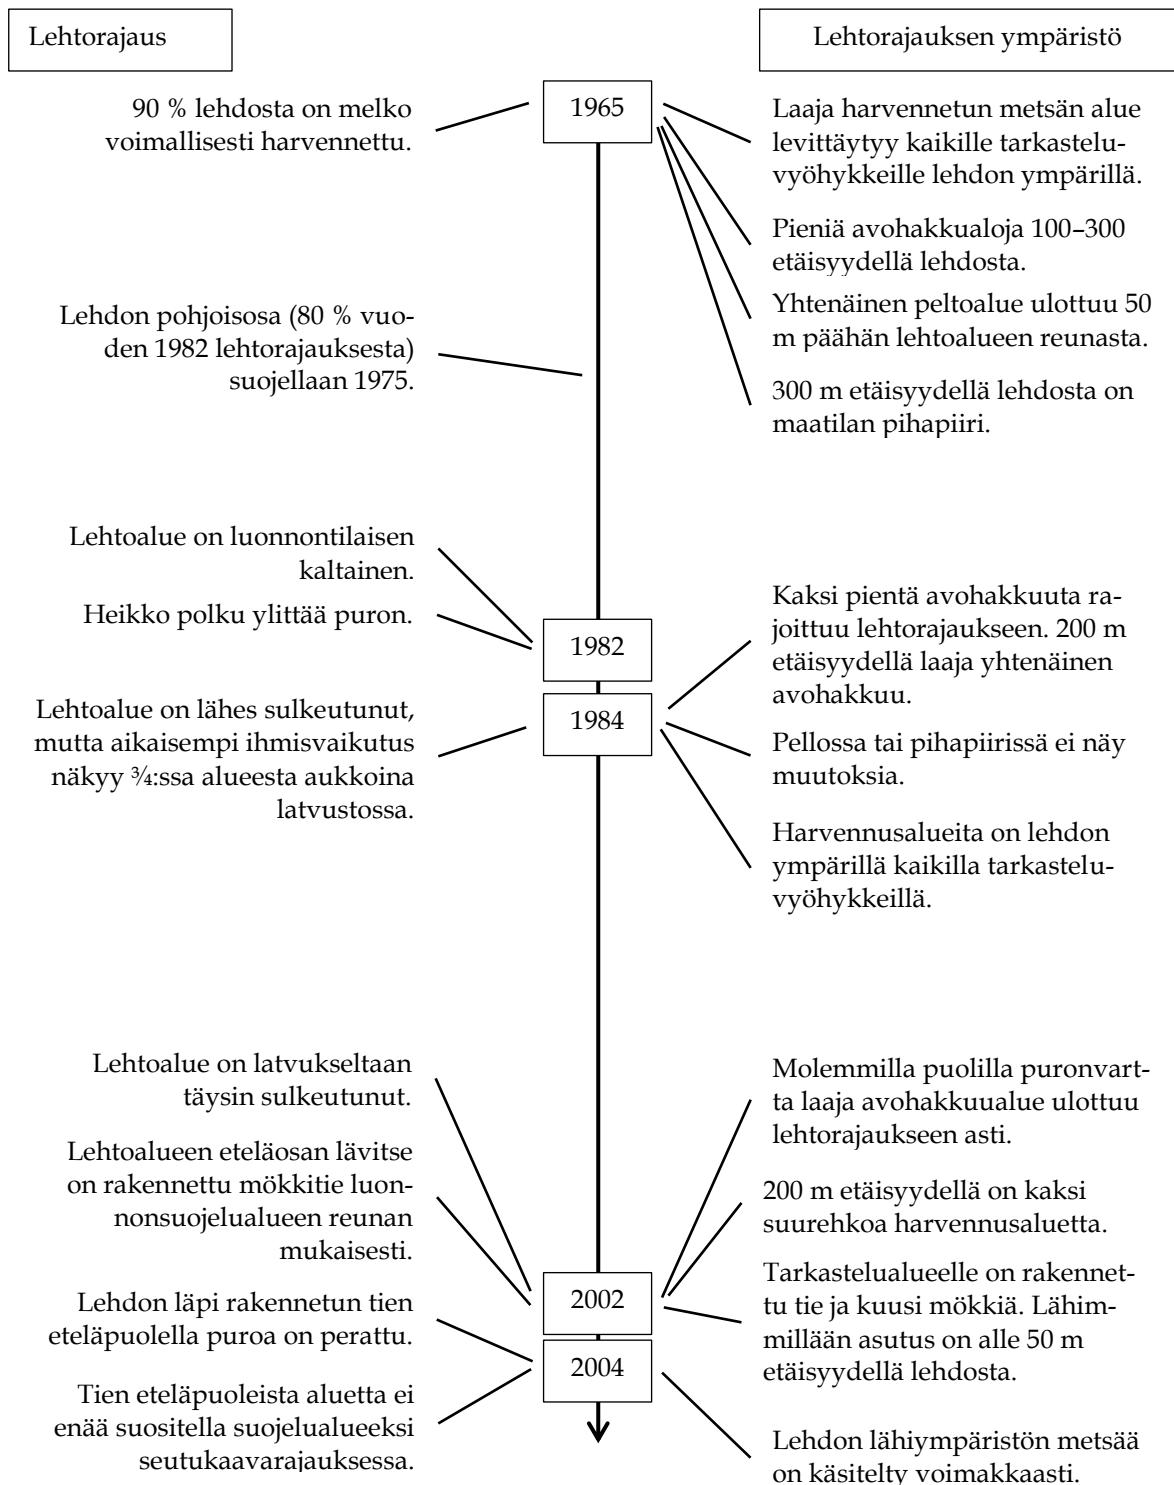 Lehtorajaus
Lehtorajauksen ympäristö
90 % lehdosta on melko
voimallisesti harvennettu.
1965
Laaja harvennetun metsän alue
levittäytyy kaikille tarkastelu-
vyöhykkeille lehdon ympärillä.
Pieniä avohakkualoja 100–300
etäisyydellä lehdosta.
Yhtenäinen peltoalue ulottuu 50
m päähän lehtoalueen reunasta.
300 m etäisyydellä lehdosta on
maatilan pihapiiri.
Lehdon pohjoisosa (80 % vuo-
den 1982 lehtorajauksesta)
suojellaan 1975.
Lehtoalue on luonnontilaisen
kaltainen.
Heikko polku ylittää puron.
1982
Lehtoalue on lähes sulkeutunut,
mutta aikaisempi ihmisvaikutus
näkyy ¾:ssa alueesta aukkoina
latvustossa.
1984
Kaksi pientä avohakkuuta ra-
joittuu lehtorajaukseen. 200 m
etäisyydellä laaja yhtenäinen
avohakkuu.
Pellossa tai pihapiirissä ei näy
muutoksia.
Harvennusalueita on lehdon
ympärillä kaikilla tarkastelu-
vyöhykkeillä.
Lehtoalue on latvukseltaan
täysin sulkeutunut.
Lehtoalueen eteläosan lävitse
on rakennettu mökkitie luon-
nonsuojelualueen reunan
mukaisesti.
2002
Molemmilla puolilla puronvart-
ta laaja avohakkuualue ulottuu
lehtorajaukseen asti.
200 m etäisyydellä on kaksi
suurehkoa harvennusaluetta.
Tarkastelualueelle on rakennet-
tu tie ja kuusi mökkiä. Lähim-
millään asutus on alle 50 m
etäisyydellä lehdosta.
Lehdon läpi rakennetun tien
eteläpuolella puroa on perattu.
2004
Tien eteläpuoleista aluetta ei
enää suositella suojelualueeksi
seutukaavarajauksessa.
Lehdon lähiympäristön metsää
on käsitelty voimakkaasti.